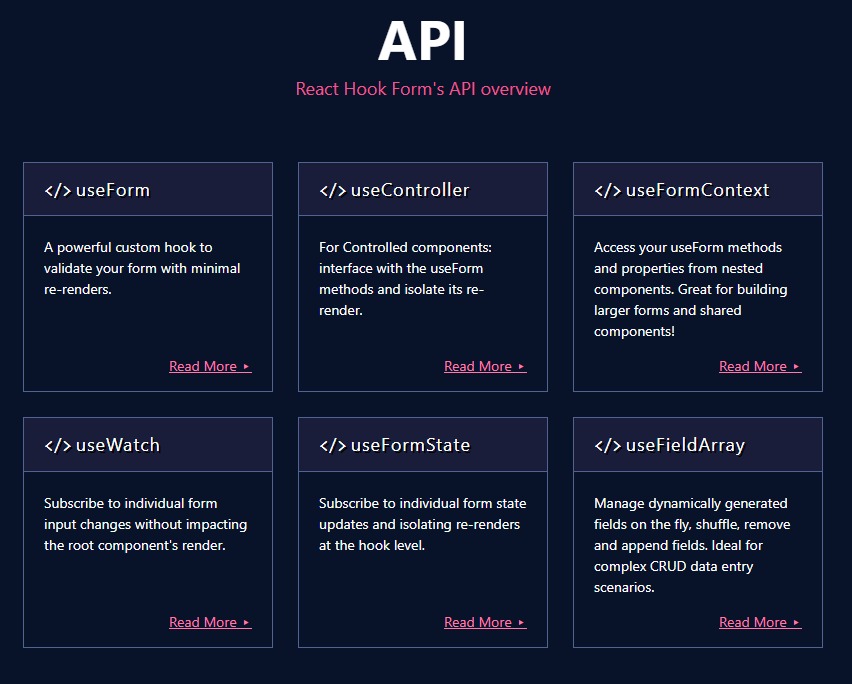 API
React Hook Form's API overview
</> useForm
A powerful custom hook to
validate your form with minimal
re-renders.
Read More ▸
</> useController
For Controlled components:
interface with the useForm
methods and isolate its re-
render.
Read More ▸
</> useFormContext
Access your useForm methods
and properties from nested
components. Great for building
larger forms and shared
components!
Read More ▸
</> useWatch
Subscribe to individual form
input changes without impacting
the root component's render.
Read More ▸
</> useFormState
Subscribe to individual form state
updates and isolating re-renders
at the hook level.
Read More ▸
</> useFieldArray
Manage dynamically generated
fields on the fly, shuffle, remove
and append fields. Ideal for
complex CRUD data entry
scenarios.
Read More ▸